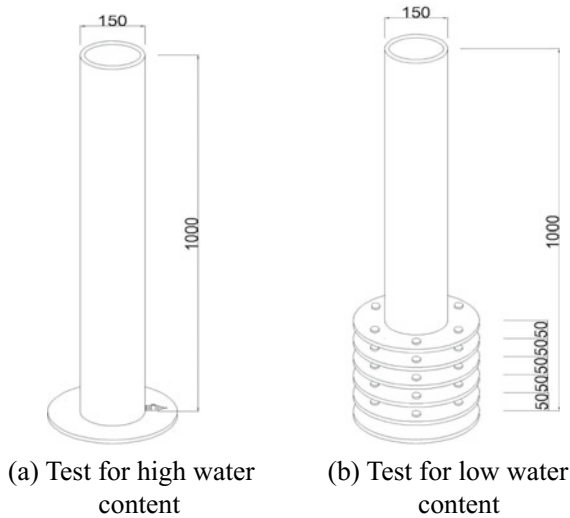 150
1000
150
1000
5050505050
(a) Test for high water
content
(b) Test for low water
content